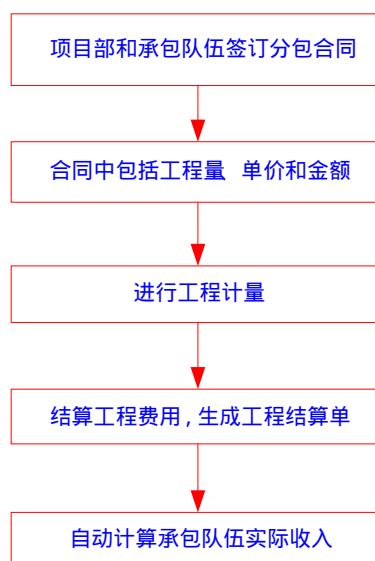 项目部和承包队伍签订分包合同
合同中包括工程量 单价和金额
进行工程计量
结算工程费用,生成工程结算单
自动计算承包队伍实际收入